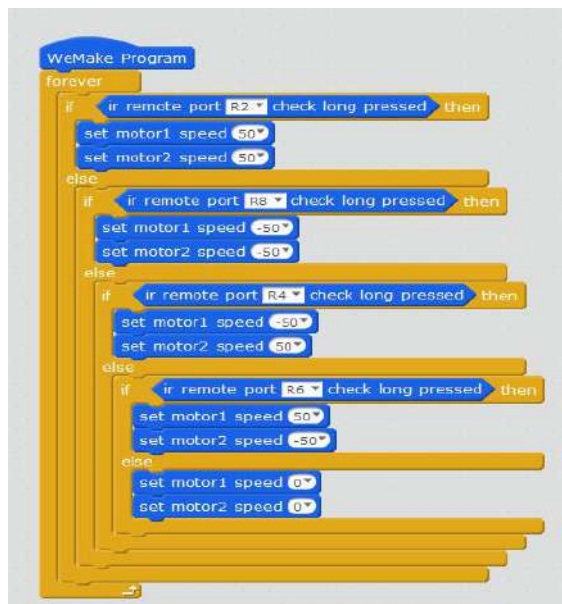 WeMake Program
forever
if ir remote port R2 check long pressed then
set motor1 speed 50
set motor2 speed 50
else
if ir remote port R8 check long pressed then
set motor1 speed -50
set motor2 speed -50
else
if ir remote port R4 check long pressed then
set motor1 speed -50
set motor2 speed 50
else
if ir remote port R6 check long pressed then
set motor1 speed 50
set motor2 speed -50
else
set motor1 speed 0
set motor2 speed 0